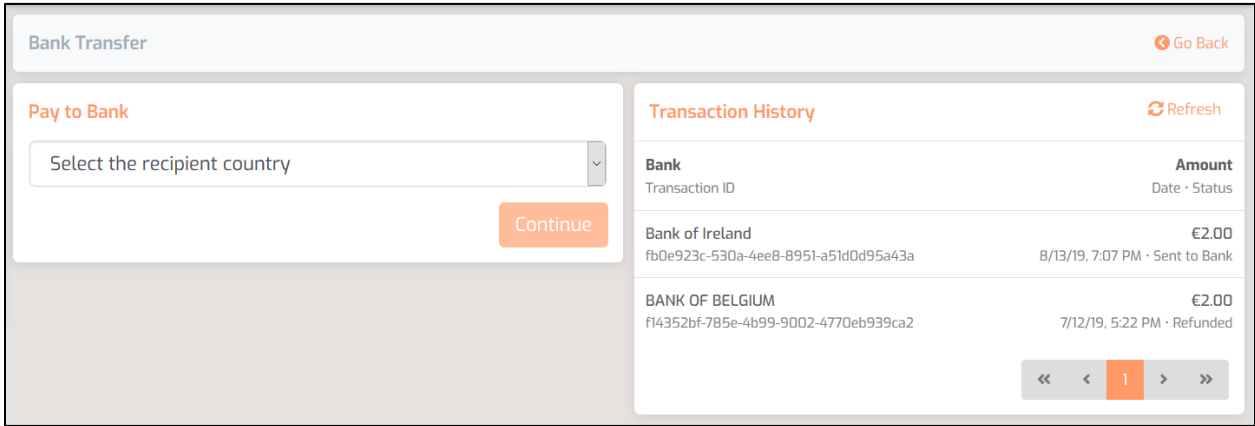 Bank Transfer
Go Back
Pay to Bank
Select the recipient country
Continue
Transaction History
Refresh
Bank Amount
Transaction ID Date · Status
Bank of Ireland €2.00
fb0e923c-530a-4ee8-8951-a51d0d95a43a 8/13/19, 7:07 PM · Sent to Bank
BANK OF BELGIUM €2.00
f14352bf-785e-4b99-9002-4770eb939ca2 7/12/19, 5:22 PM · Refunded
« ‹ 1 › »